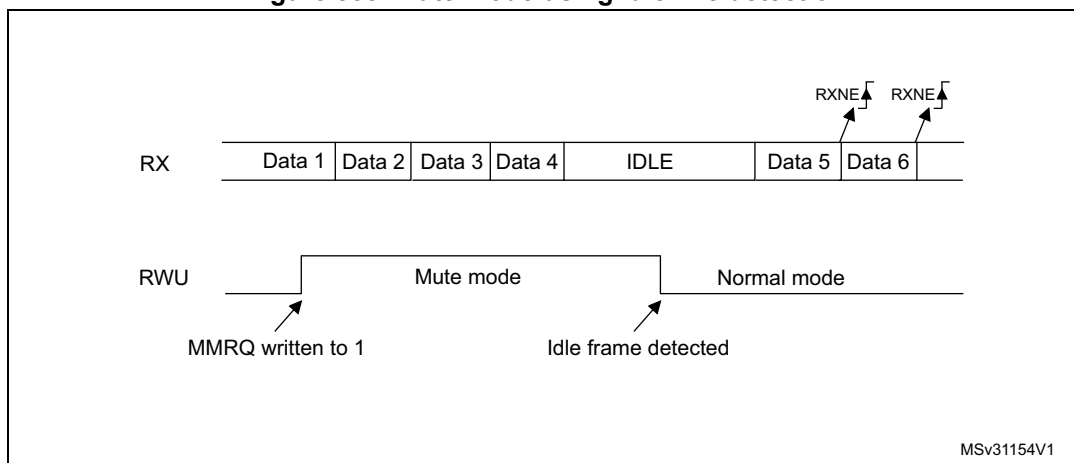 RXNE RXNE
RX Data 1 Data 2 Data 3 Data 4 IDLE Data 5 Data 6
RWU Mute mode Normal mode
MMRQ written to 1 Idle frame detected
MSv31154V1